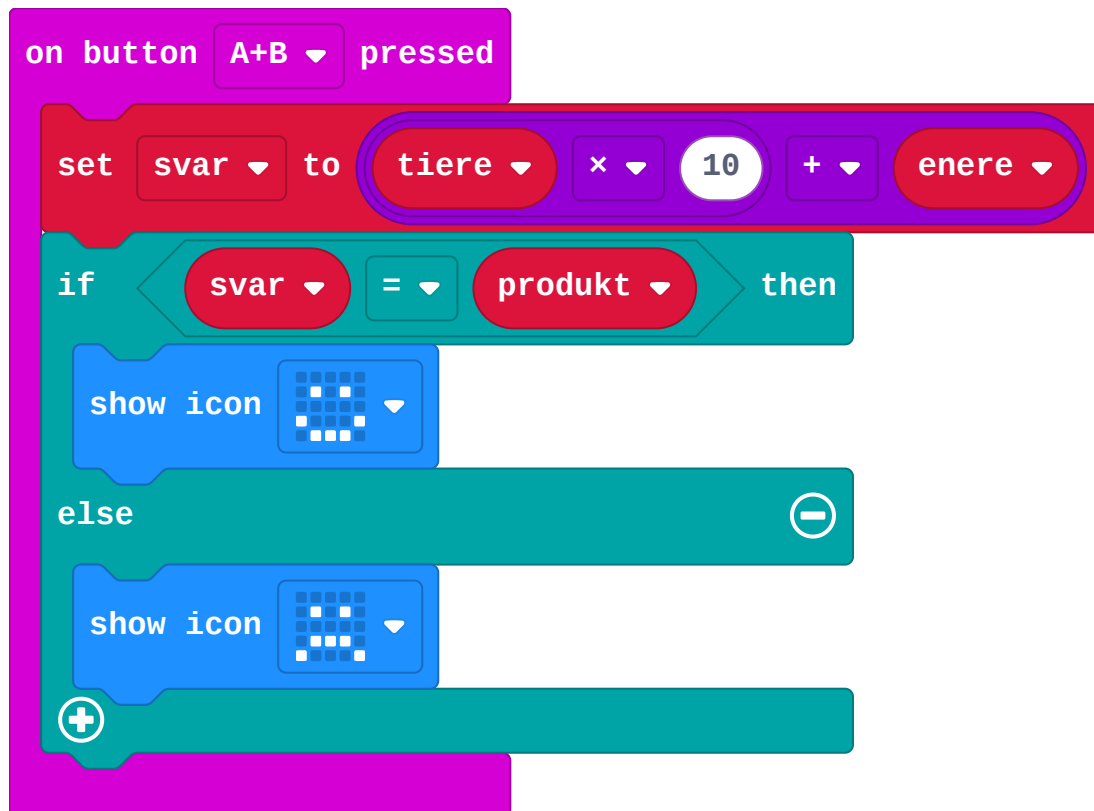 on button A+B pressed
set svar to tiere × 10 + enere
if svar = produkt then
show icon
else
show icon